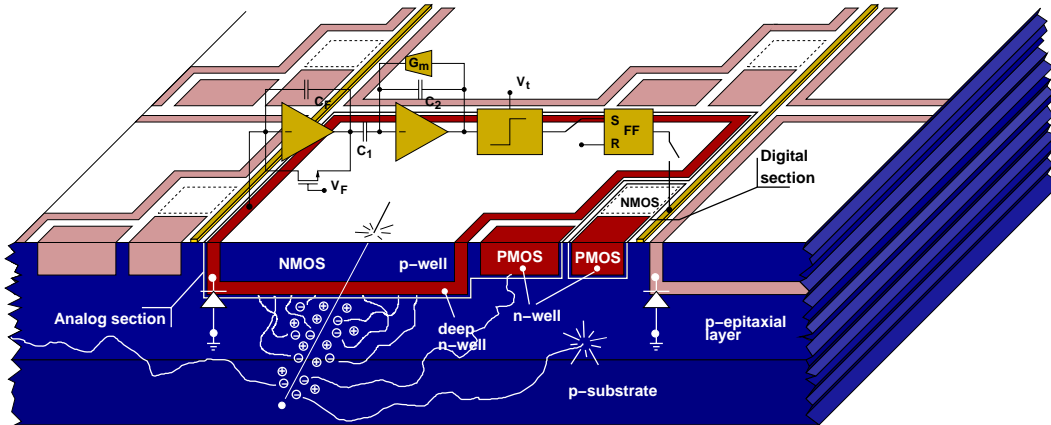 G_m
V_t
C_F
C_2
S
FF
R
C_1
V_F
Digital
section
NMOS
NMOS
p-well
PMOS
PMOS
n-well
Analog section
deep
n-well
p-epitaxial
layer
p-substrate